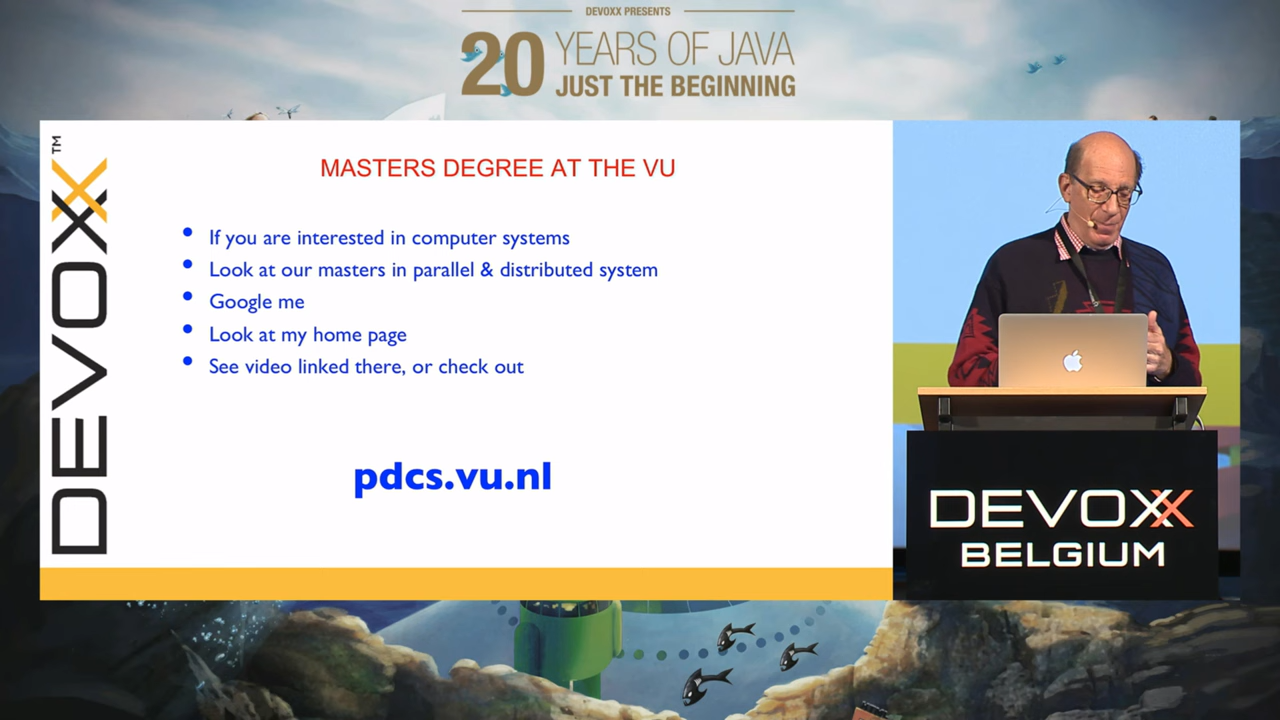 DEVOXX PRESENTS
20 YEARS OF JAVA
JUST THE BEGINNING
DEVOXX™
MASTERS DEGREE AT THE VU
• If you are interested in computer systems
• Look at our masters in parallel & distributed system
• Google me
• Look at my home page
• See video linked there, or check out
pdcs.vu.nl
DEVOXX
BELGIUM